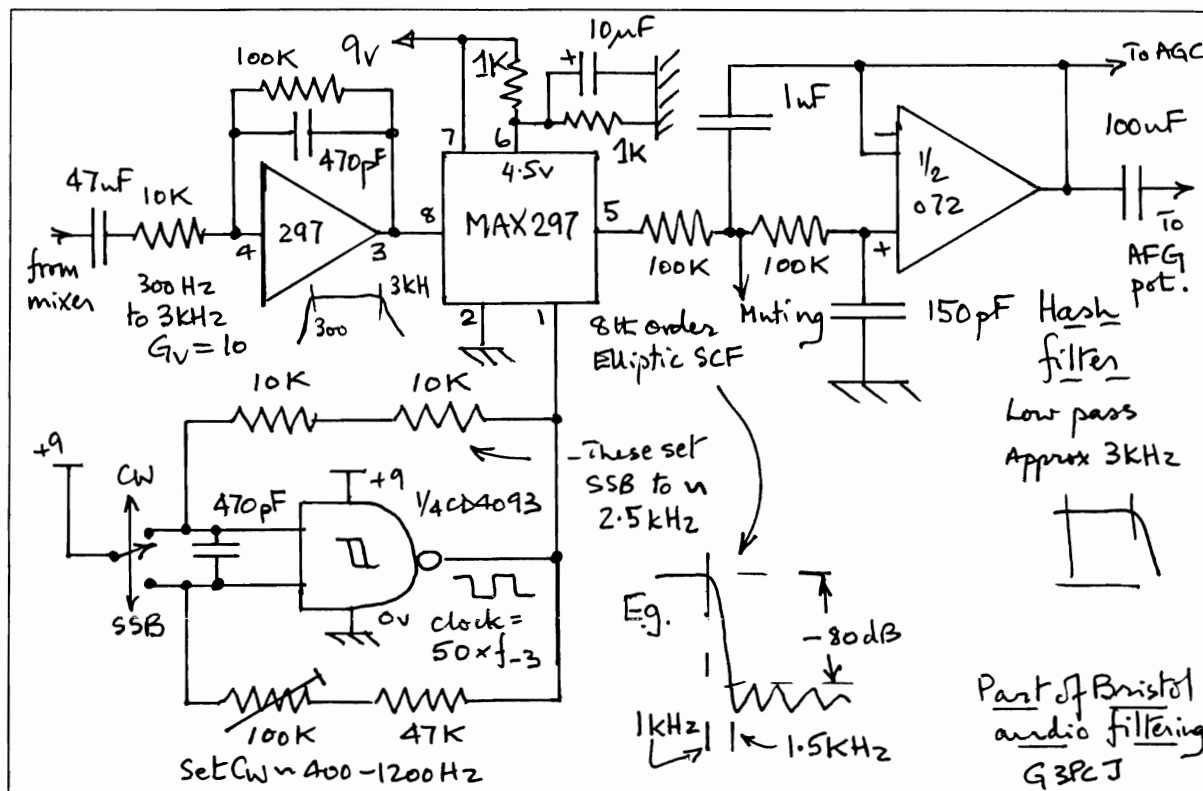 9v
100K
470pF
47nF
10K
from
mixer
4
297
3
300Hz
to 3kHz
Gv = 10
300
3kH
1K
10µF
+
1K
7
6
4.5v
8
MAX297
5
2
1
100K
100K
1nF
Muting
8th order
Elliptic SCF
–
+
1/2
072
150pF
To AGC
100uF
To
AFG
pot.
Hash
filter
Low pass
Approx 3kHz
10K
10K
These set
SSB to ~
2.5kHz
+9
CW
SSB
470pF
+9
1/4 CD4093
0v
clock =
50 x f-3
100K
47K
Set CW ~ 400-1200Hz
E.g.
-80dB
1kHz
1.5KHz
Part of Bristol
audio filtering
G3PCJ